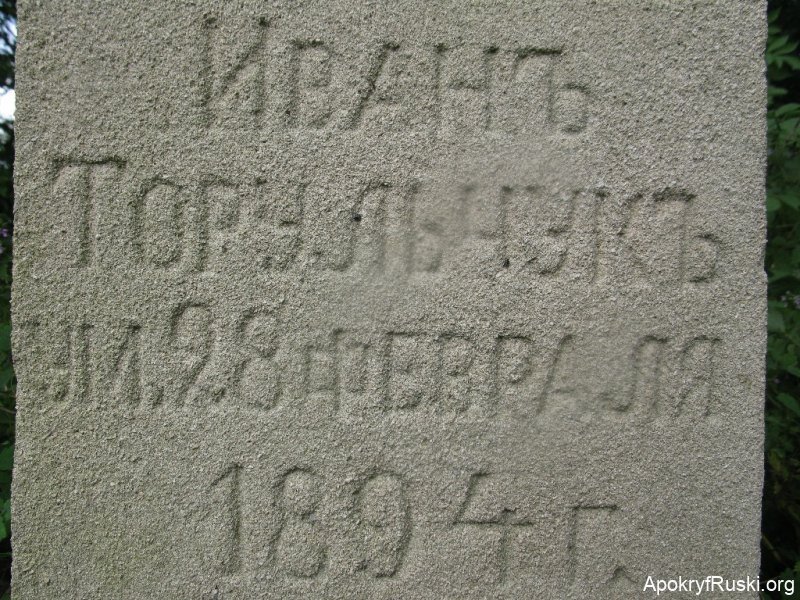 Иванъ
Торульчукъ
ум. 28 февраля
1894 г.
ApokryfRuski.org